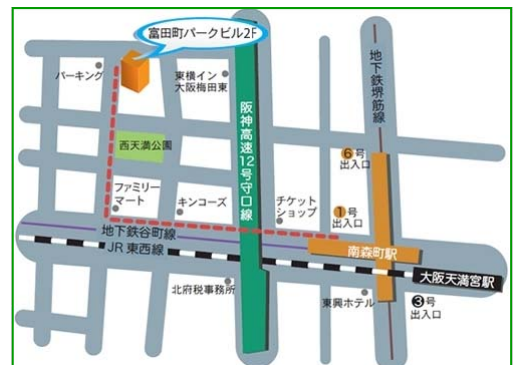 富田町パークビル2F
パーキング
東横イン
大阪梅田東
地下鉄堺筋線
阪神高速12号守口線
西天満公園
⑥号
出入口
ファミリー
マート
キンコーズ
チケット
ショップ
①号
出入口
地下鉄谷町線
JR東西線
南森町駅
大阪天満宮駅
北府税事務所
東興ホテル
❸号
出入口